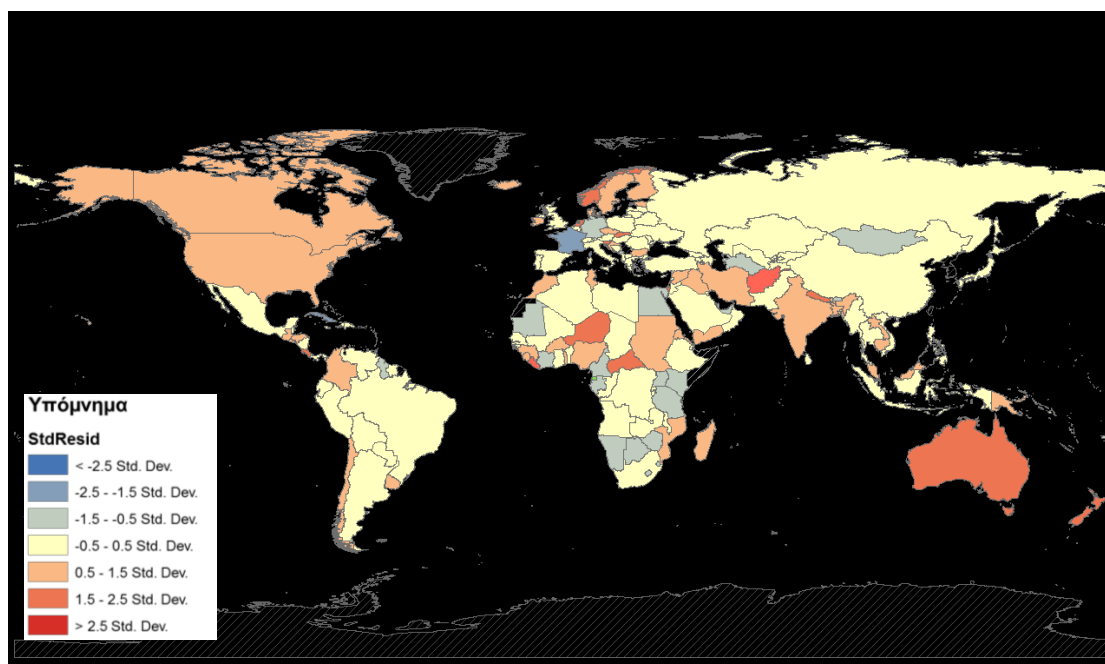 Υπόμνημα
StdResid
< -2.5 Std. Dev.
-2.5 - -1.5 Std. Dev.
-1.5 - -0.5 Std. Dev.
-0.5 - 0.5 Std. Dev.
0.5 - 1.5 Std. Dev.
1.5 - 2.5 Std. Dev.
> 2.5 Std. Dev.